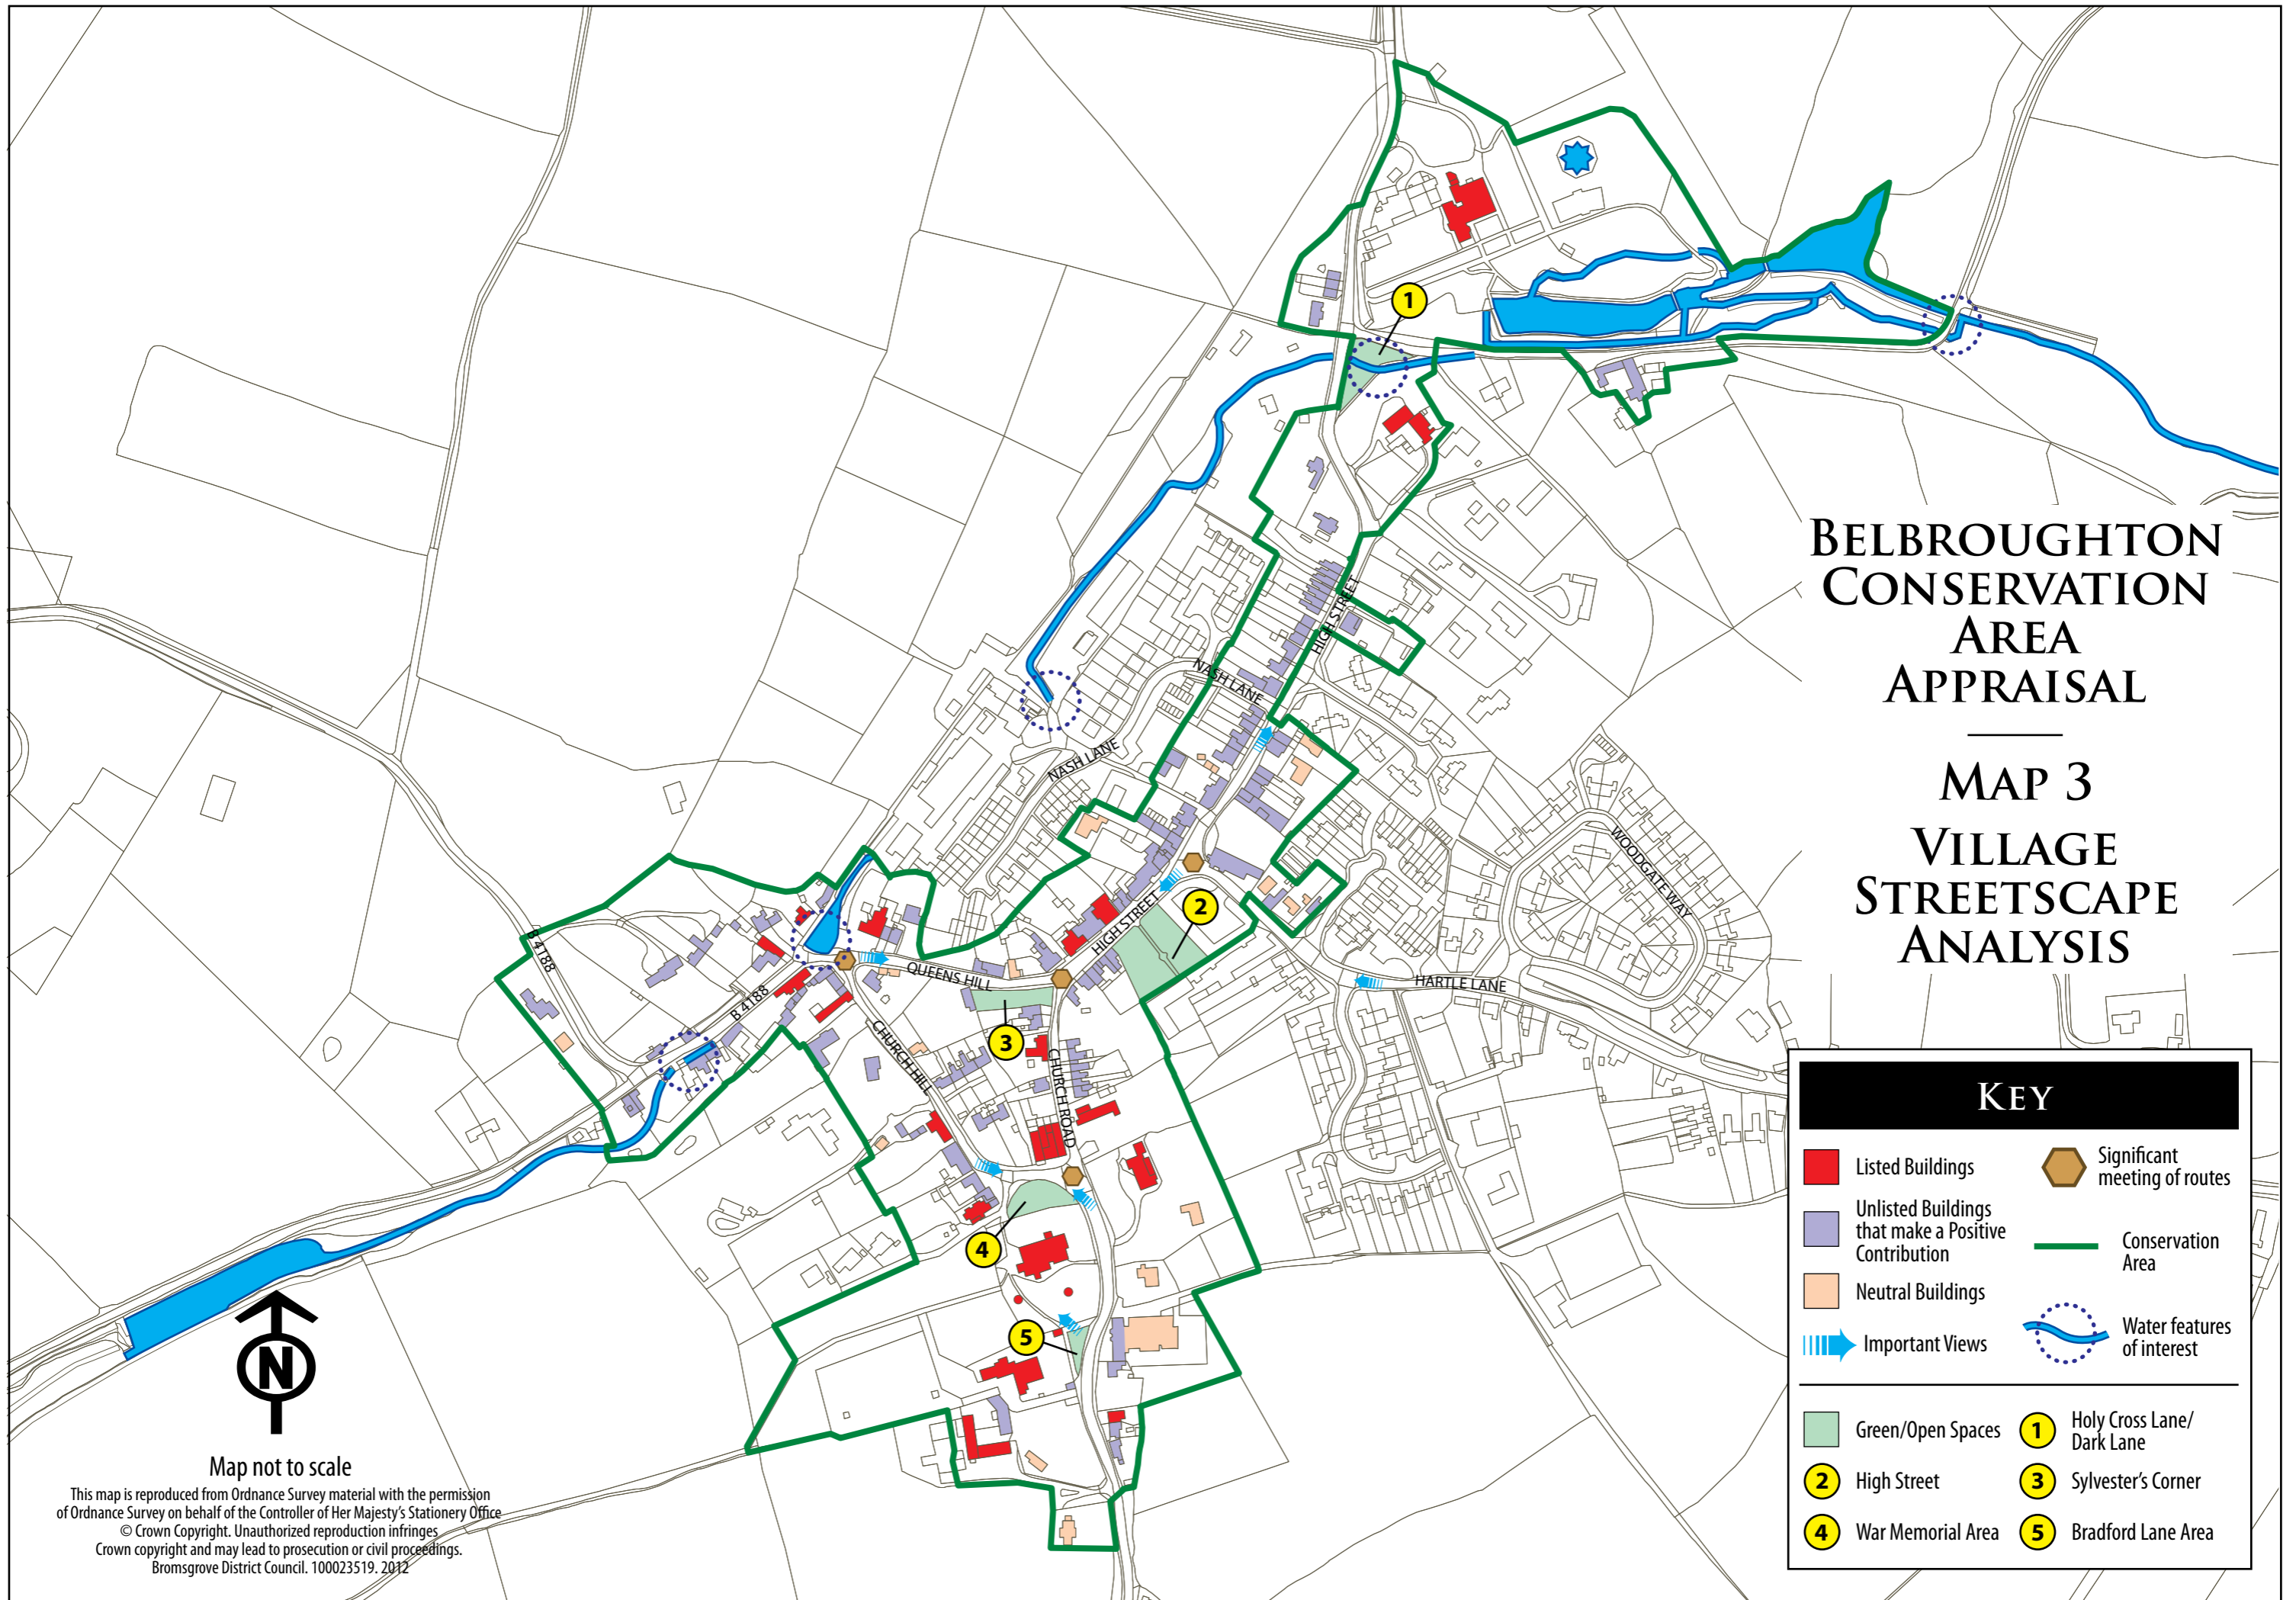 BELBROUGHTON
CONSERVATION
AREA
APPRAISAL
MAP 3
VILLAGE
STREETSCAPE
ANALYSIS
1
HIGH STREET
NASH LANE
NASH LANE
WOODGATE WAY
2
HIGH STREET
B 4188
QUEENS HILL
HARTLE LANE
B 4188
3
CHURCH HILL
CHURCH ROAD
4
5
N
Map not to scale
This map is reproduced from Ordnance Survey material with the permission
of Ordnance Survey on behalf of the Controller of Her Majesty's Stationery Office
© Crown Copyright. Unauthorized reproduction infringes
Crown copyright and may lead to prosecution or civil proceedings.
Bromsgrove District Council. 100023519. 2012
KEY
Listed Buildings
Significant
meeting of routes
Unlisted Buildings
that make a Positive
Contribution
Conservation
Area
Neutral Buildings
Important Views
Water features
of interest
Green/Open Spaces
1 Holy Cross Lane/
Dark Lane
2 High Street
3 Sylvester's Corner
4 War Memorial Area
5 Bradford Lane Area